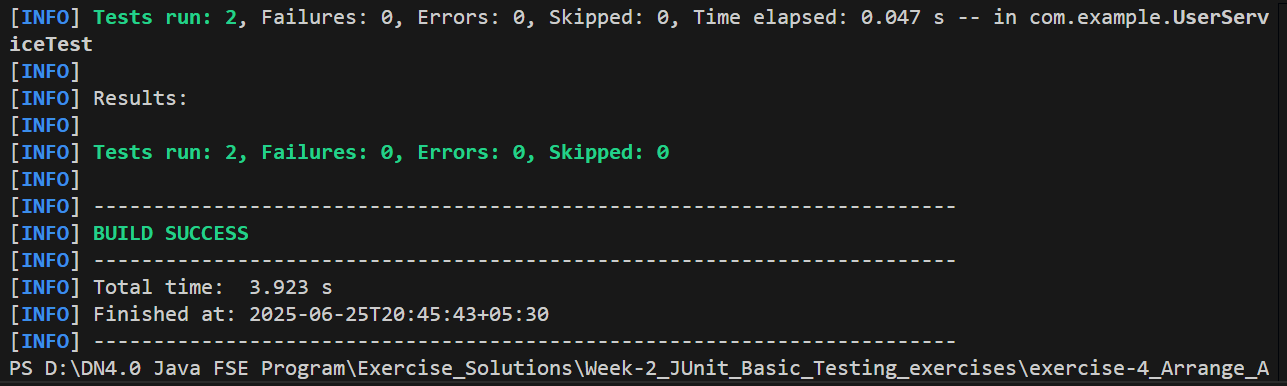 [INFO] Tests run: 2, Failures: 0, Errors: 0, Skipped: 0, Time elapsed: 0.047 s -- in com.example.UserServ
iceTest
[INFO]
[INFO] Results:
[INFO]
[INFO] Tests run: 2, Failures: 0, Errors: 0, Skipped: 0
[INFO]
[INFO] ------------------------------------------------------------------------
[INFO] BUILD SUCCESS
[INFO] ------------------------------------------------------------------------
[INFO] Total time:  3.923 s
[INFO] Finished at: 2025-06-25T20:45:43+05:30
[INFO] ------------------------------------------------------------------------
PS D:\DN4.0 Java FSE Program\Exercise_Solutions\Week-2_JUnit_Basic_Testing_exercises\exercise-4_Arrange_A